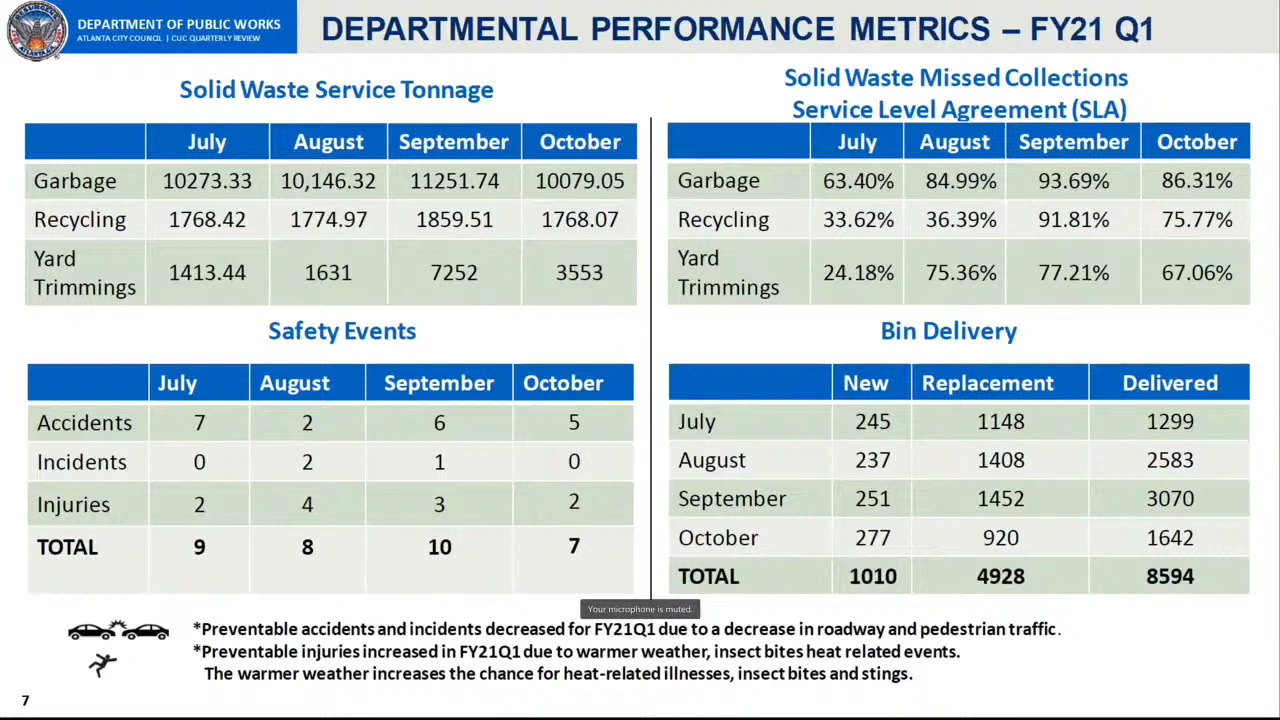 DEPARTMENT OF PUBLIC WORKS
ATLANTA CITY COUNCIL | CUC QUARTERLY REVIEW
DEPARTMENTAL PERFORMANCE METRICS – FY21 Q1
Solid Waste Service Tonnage
July August September October
Garbage 10273.33 10,146.32 11251.74 10079.05
Recycling 1768.42 1774.97 1859.51 1768.07
Yard
Trimmings 1413.44 1631 7252 3553
Solid Waste Missed Collections
Service Level Agreement (SLA)
July August September October
Garbage 63.40% 84.99% 93.69% 86.31%
Recycling 33.62% 36.39% 91.81% 75.77%
Yard
Trimmings 24.18% 75.36% 77.21% 67.06%
Safety Events
July August September October
Accidents 7 2 6 5
Incidents 0 2 1 0
Injuries 2 4 3 2
TOTAL 9 8 10 7
Bin Delivery
New Replacement Delivered
July 245 1148 1299
August 237 1408 2583
September 251 1452 3070
October 277 920 1642
TOTAL 1010 4928 8594
Your microphone is muted.
*Preventable accidents and incidents decreased for FY21Q1 due to a decrease in roadway and pedestrian traffic.
*Preventable injuries increased in FY21Q1 due to warmer weather, insect bites heat related events.
The warmer weather increases the chance for heat-related illnesses, insect bites and stings.
7